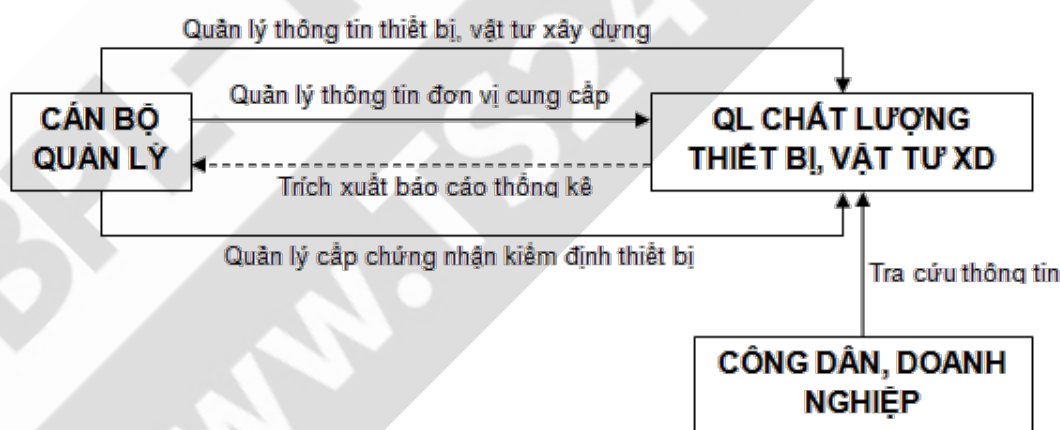 Quản lý thông tin thiết bị, vật tư xây dựng
Quản lý thông tin đơn vị cung cấp
CÁN BỘ
QUẢN LÝ
QL CHẤT LƯỢNG
THIẾT BỊ, VẬT TƯ XD
Trích xuất báo cáo thống kê
Quản lý cấp chứng nhận kiểm định thiết bị
Tra cứu thông tin
CÔNG DÂN, DOANH
NGHIỆP
WW.TS24